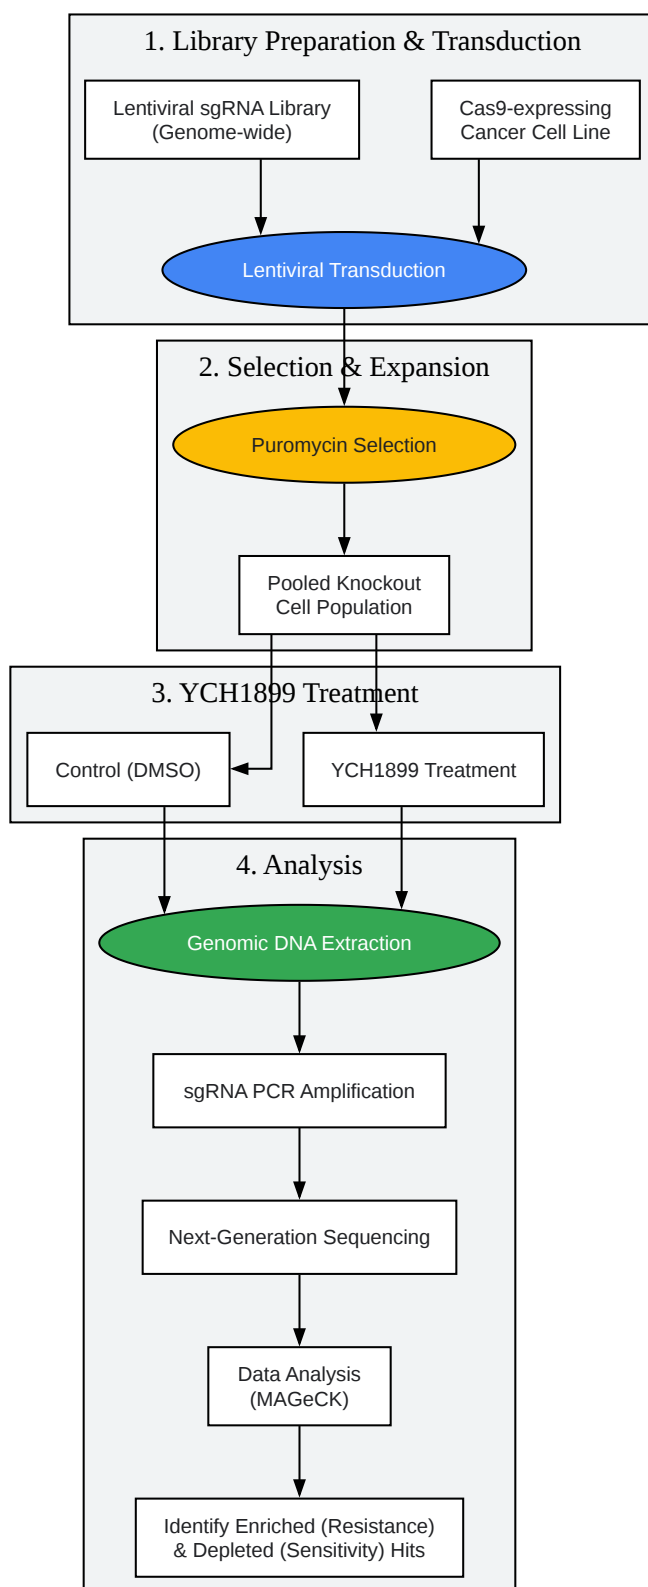 1. Library Preparation & Transduction
Lentiviral sgRNA Library
(Genome-wide)
Cas9-expressing
Cancer Cell Line
Lentiviral Transduction
2. Selection & Expansion
Puromycin Selection
Pooled Knockout
Cell Population
3. YCH1899 Treatment
Control (DMSO)
YCH1899 Treatment
4. Analysis
Genomic DNA Extraction
sgRNA PCR Amplification
Next-Generation Sequencing
Data Analysis
(MAGeCK)
Identify Enriched (Resistance)
& Depleted (Sensitivity) Hits